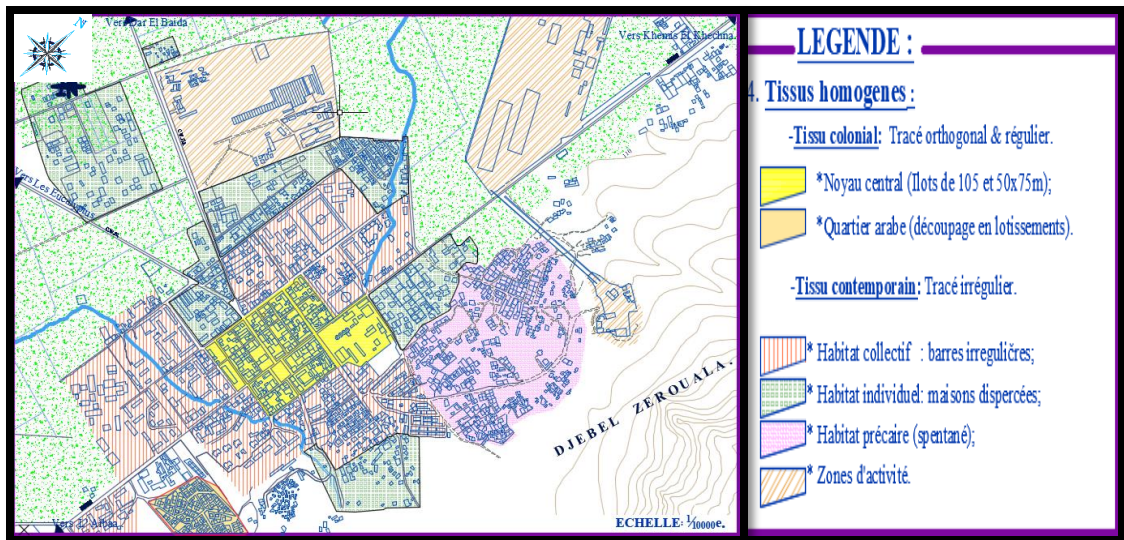 N
Vers Dar El Baida
Vers Khemis El Khechna.
Vers Les Eucalyptus
DJEBEL ZEROUALA.
Vers L'Arbaa
ECHELLE: 1/10000e.
LEGENDE :
4. Tissus homogenes :
-Tissu colonial: Tracé orthogonal & régulier.
*Noyau central (Ilots de 105 et 50x75m);
*Quartier arabe (découpage en lotissements).
-Tissu contemporain: Tracé irrégulier.
* Habitat collectif : barres irreguličres;
* Habitat individuel: maisons dispercées;
* Habitat précaire (spentané);
* Zones d'activité.